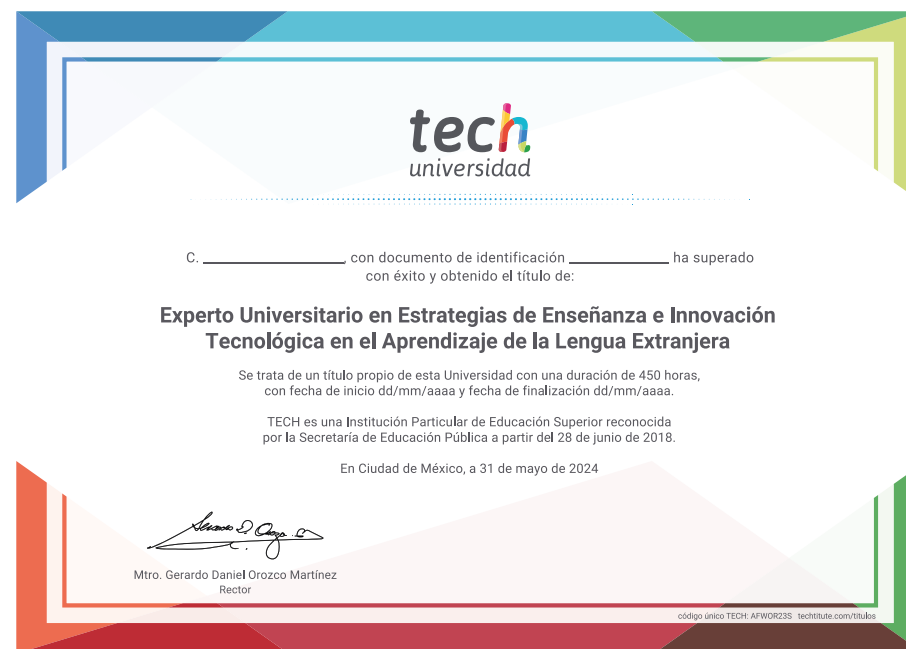 tech
universidad
C. ____________, con documento de identificación ____________ ha superado
con éxito y obtenido el título de:
Experto Universitario en Estrategias de Enseñanza e Innovación
Tecnológica en el Aprendizaje de la Lengua Extranjera
Se trata de un título propio de esta Universidad con una duración de 450 horas,
con fecha de inicio dd/mm/aaaa y fecha de finalización dd/mm/aaaa.
TECH es una Institución Particular de Educación Superior reconocida
por la Secretaría de Educación Pública a partir del 28 de junio de 2018.
En Ciudad de México, a 31 de mayo de 2024
Mtro. Gerardo Daniel Orozco Martínez
Rector
código único TECH: AFWOR23S techtitute.com/titulos